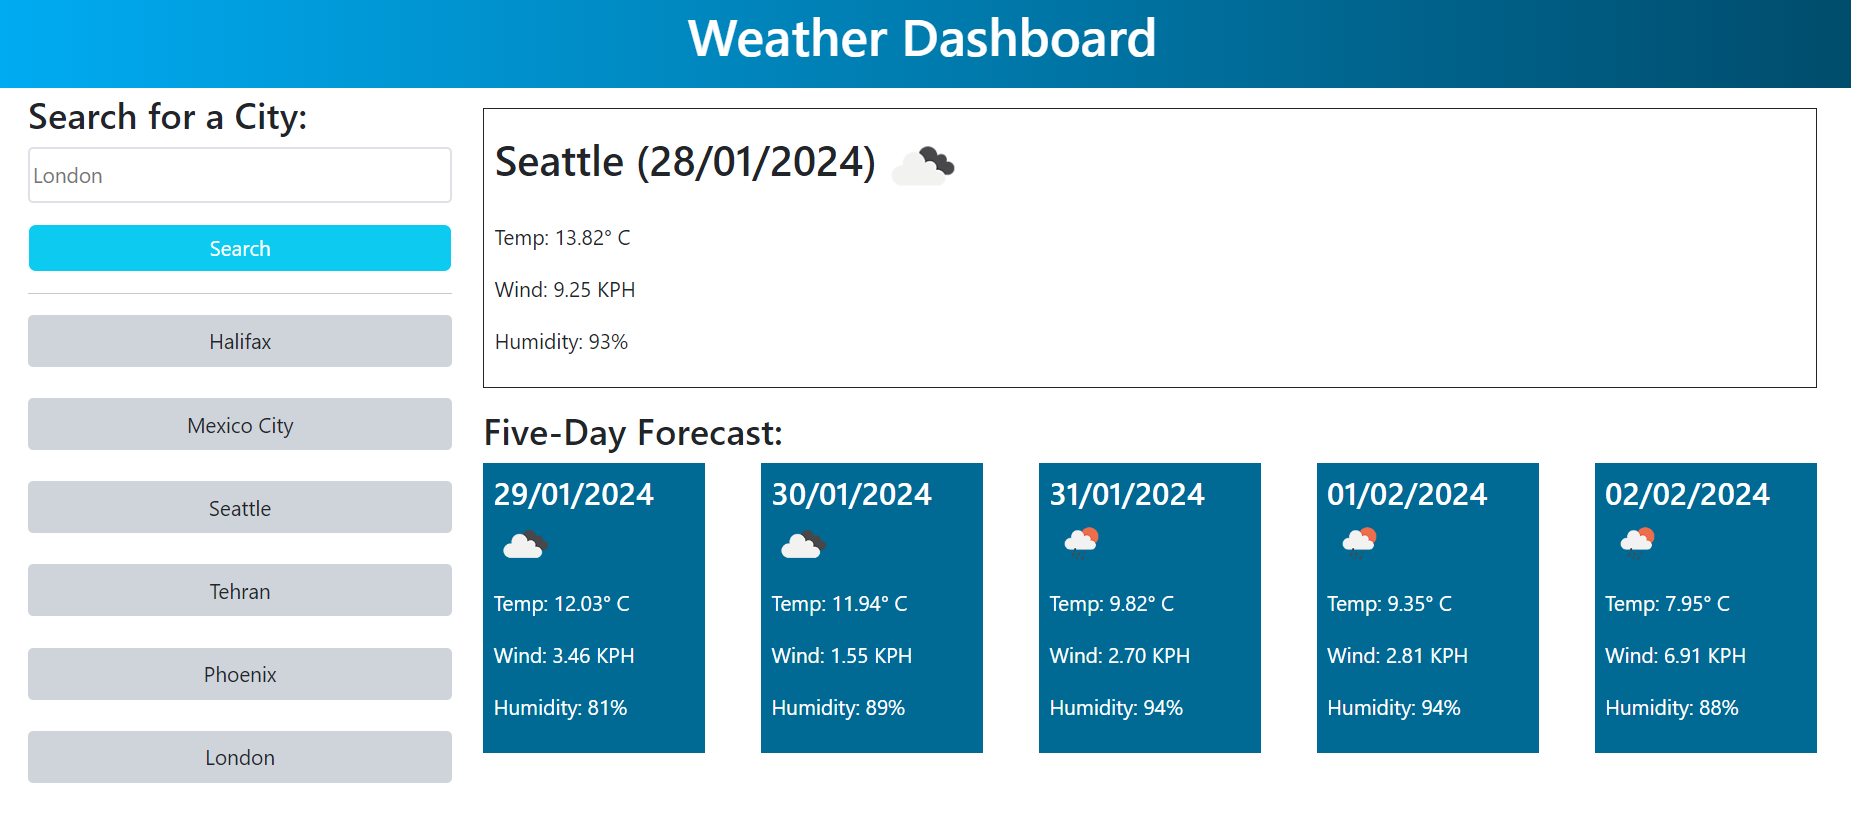 Weather Dashboard
Search for a City:
London
Search
Halifax
Mexico City
Seattle
Tehran
Phoenix
London
Seattle (28/01/2024)
Temp: 13.82° C
Wind: 9.25 KPH
Humidity: 93%
Five-Day Forecast:
29/01/2024
Temp: 12.03° C
Wind: 3.46 KPH
Humidity: 81%
30/01/2024
Temp: 11.94° C
Wind: 1.55 KPH
Humidity: 89%
31/01/2024
Temp: 9.82° C
Wind: 2.70 KPH
Humidity: 94%
01/02/2024
Temp: 9.35° C
Wind: 2.81 KPH
Humidity: 94%
02/02/2024
Temp: 7.95° C
Wind: 6.91 KPH
Humidity: 88%